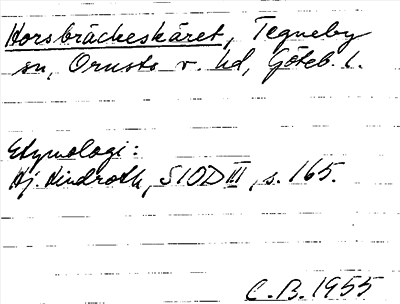 Horsbräckeskäret, Tegneby
sn, Orusts v. hd, Göteb. l.
Etymologi:
Hj. Lindroth, SIOD III, s. 165.
C.B. 1955